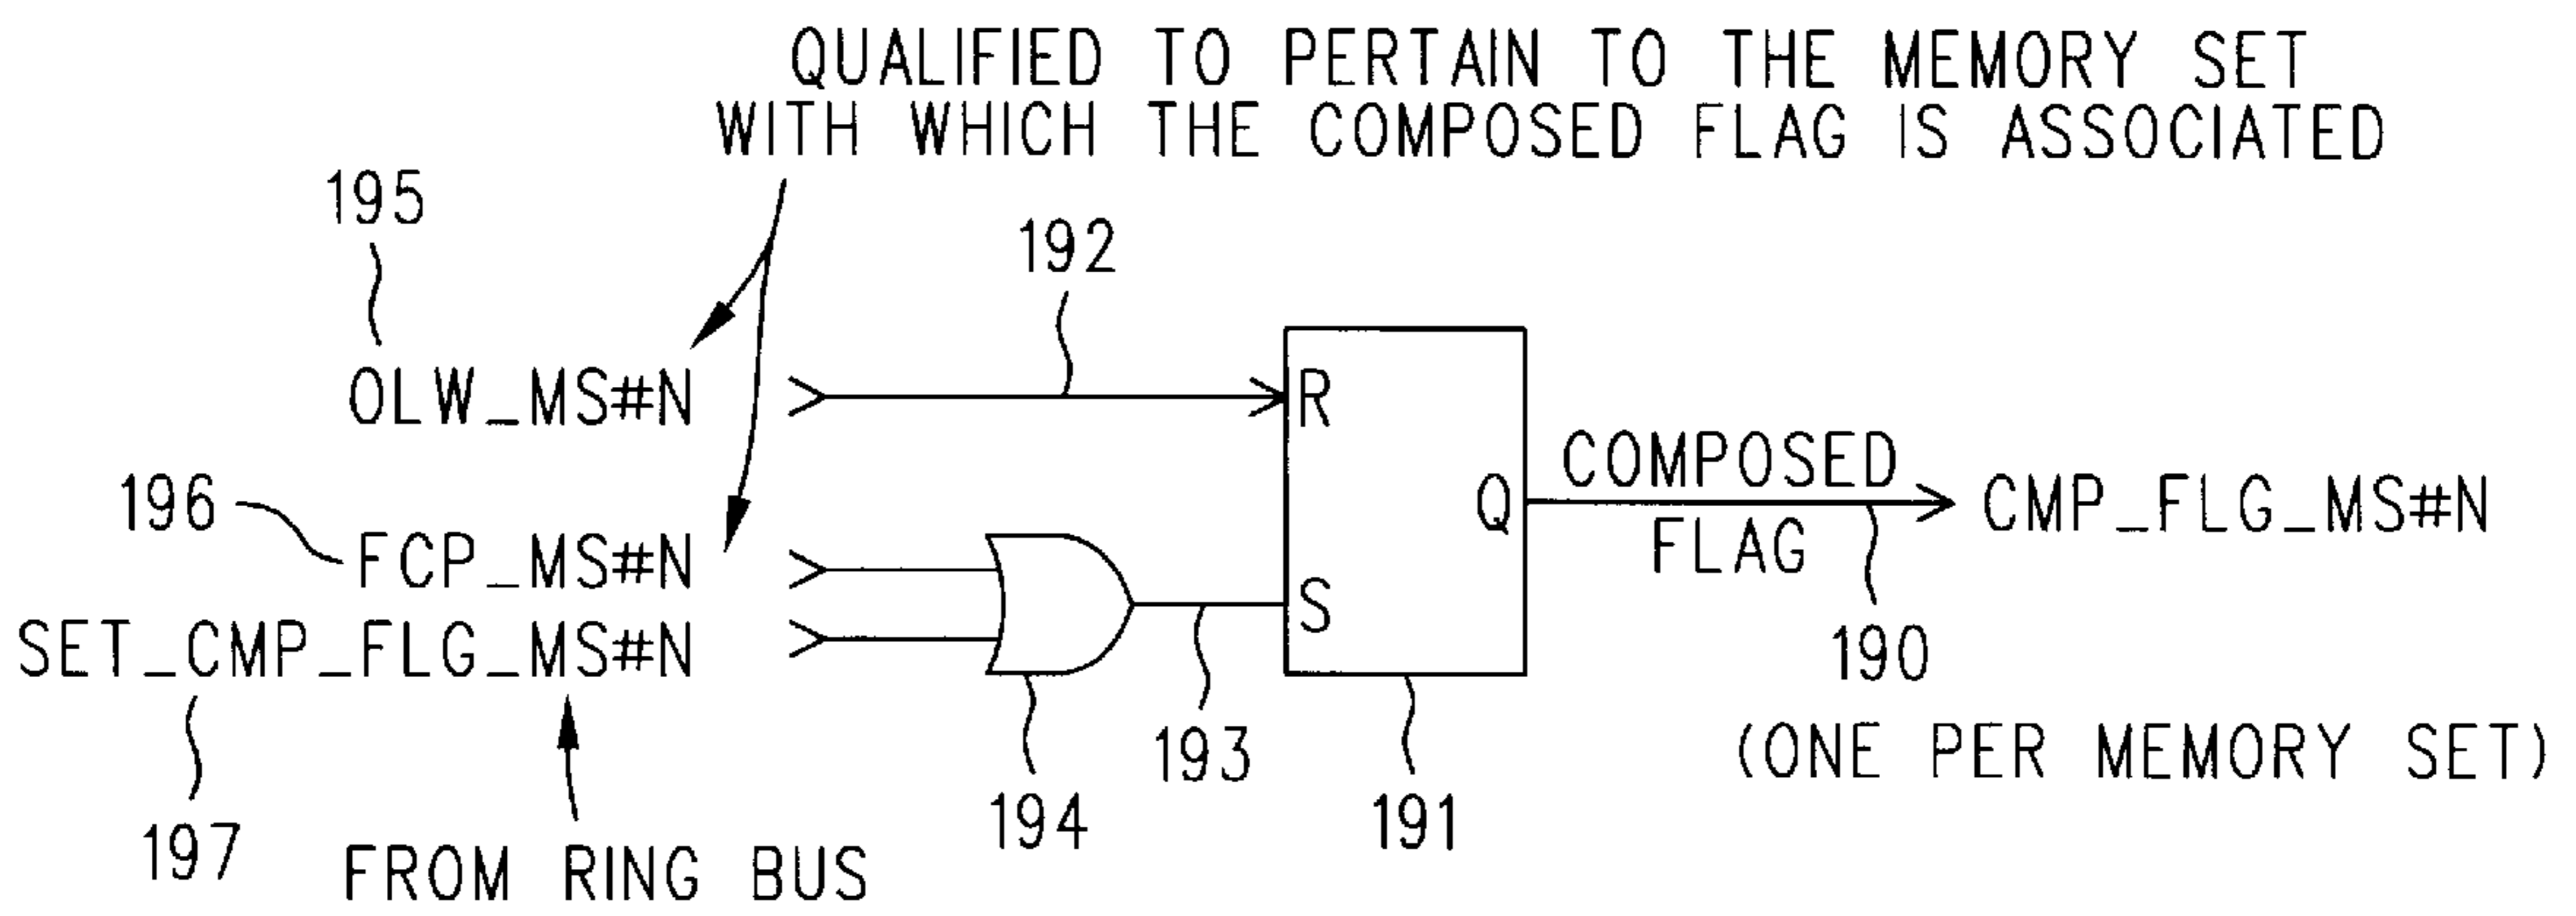 QUALIFIED TO PERTAIN TO THE MEMORY SET
WITH WHICH THE COMPOSED FLAG IS ASSOCIATED
195
192
OLW_MS#N
R
196
FCP_MS#N
SET_CMP_FLG_MS#N
S
Q
COMPOSED
FLAG
CMP_FLG_MS#N
190
(ONE PER MEMORY SET)
193
194
191
197
FROM RING BUS